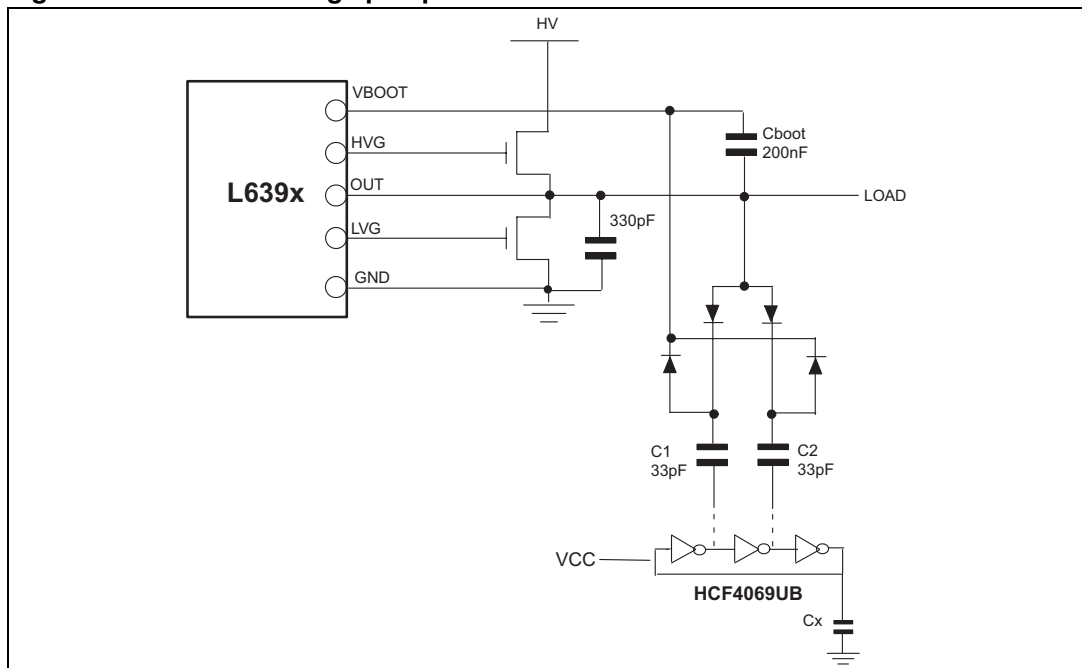 HV
VBOOT
HVG
OUT
LVG
GND
L639x
Cboot
200nF
LOAD
330pF
C1
33pF
C2
33pF
VCC
HCF4069UB
Cx